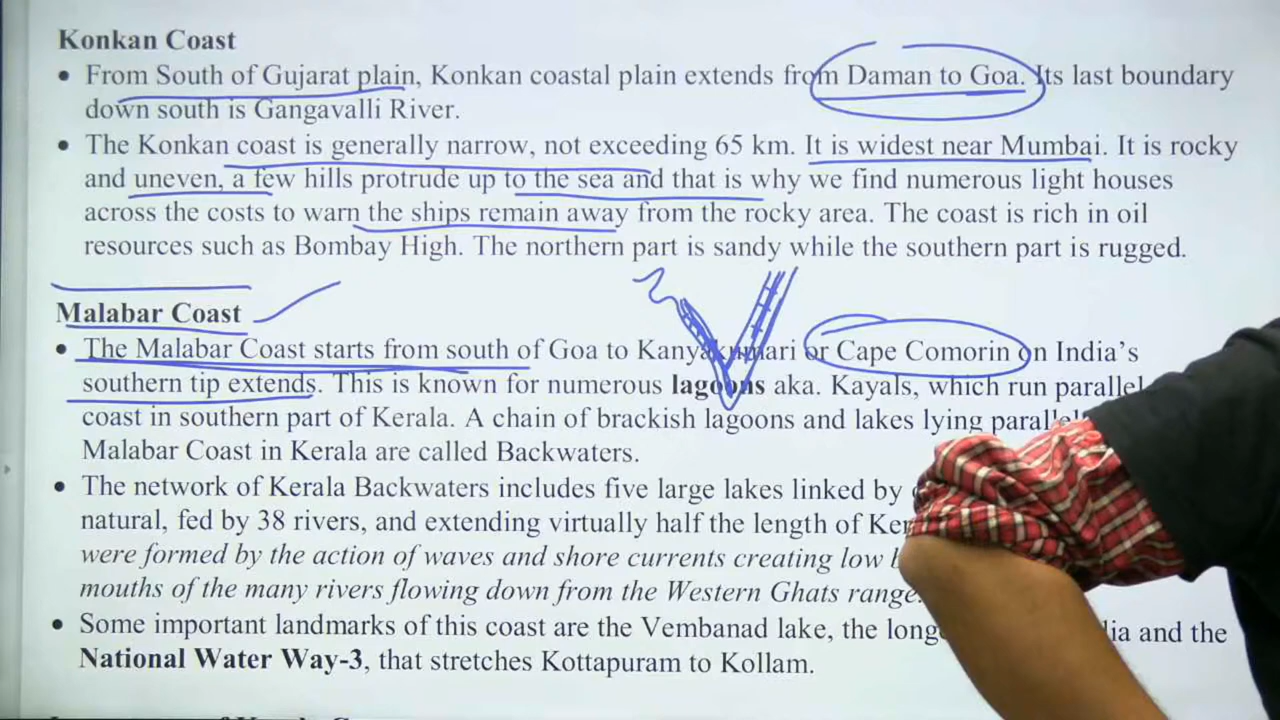 Konkan Coast
• From South of Gujarat plain, Konkan coastal plain extends from Daman to Goa. Its last boundary
down south is Gangavalli River.
• The Konkan coast is generally narrow, not exceeding 65 km. It is widest near Mumbai. It is rocky
and uneven, a few hills protrude up to the sea and that is why we find numerous light houses
across the costs to warn the ships remain away from the rocky area. The coast is rich in oil
resources such as Bombay High. The northern part is sandy while the southern part is rugged.
Malabar Coast
• The Malabar Coast starts from south of Goa to Kanyakumari or Cape Comorin on India's
southern tip extends. This is known for numerous lagoons aka. Kayals, which run parallel
coast in southern part of Kerala. A chain of brackish lagoons and lakes lying parallel
Malabar Coast in Kerala are called Backwaters.
• The network of Kerala Backwaters includes five large lakes linked by
natural, fed by 38 rivers, and extending virtually half the length of
were formed by the action of waves and shore currents creating low
mouths of the many rivers flowing down from the Western Ghats range.
• Some important landmarks of this coast are the Vembanad lake, the and the
National Water Way-3, that stretches Kottapuram to Kollam.